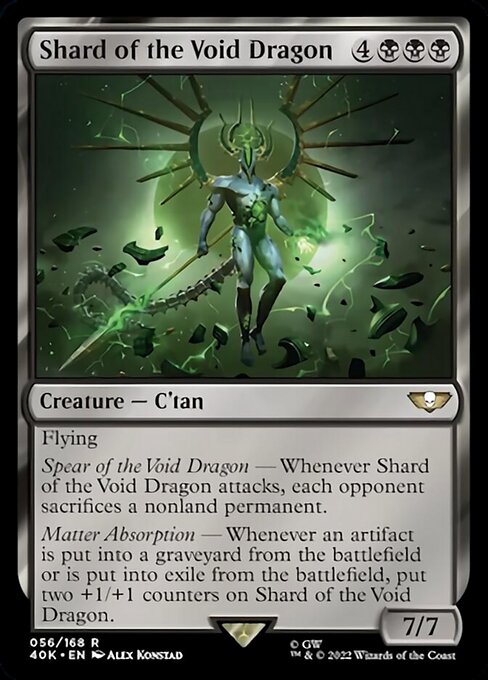 Shard of the Void Dragon 4
Creature — C'tan
Flying
Spear of the Void Dragon — Whenever Shard
of the Void Dragon attacks, each opponent
sacrifices a nonland permanent.
Matter Absorption — Whenever an artifact
is put into a graveyard from the battlefield
or is put into exile from the battlefield, put
two +1/+1 counters on Shard of the Void
Dragon.
7/7
056/168 R
40K • EN Alex Konstad
© GW
™ & © 2022 Wizards of the Coast